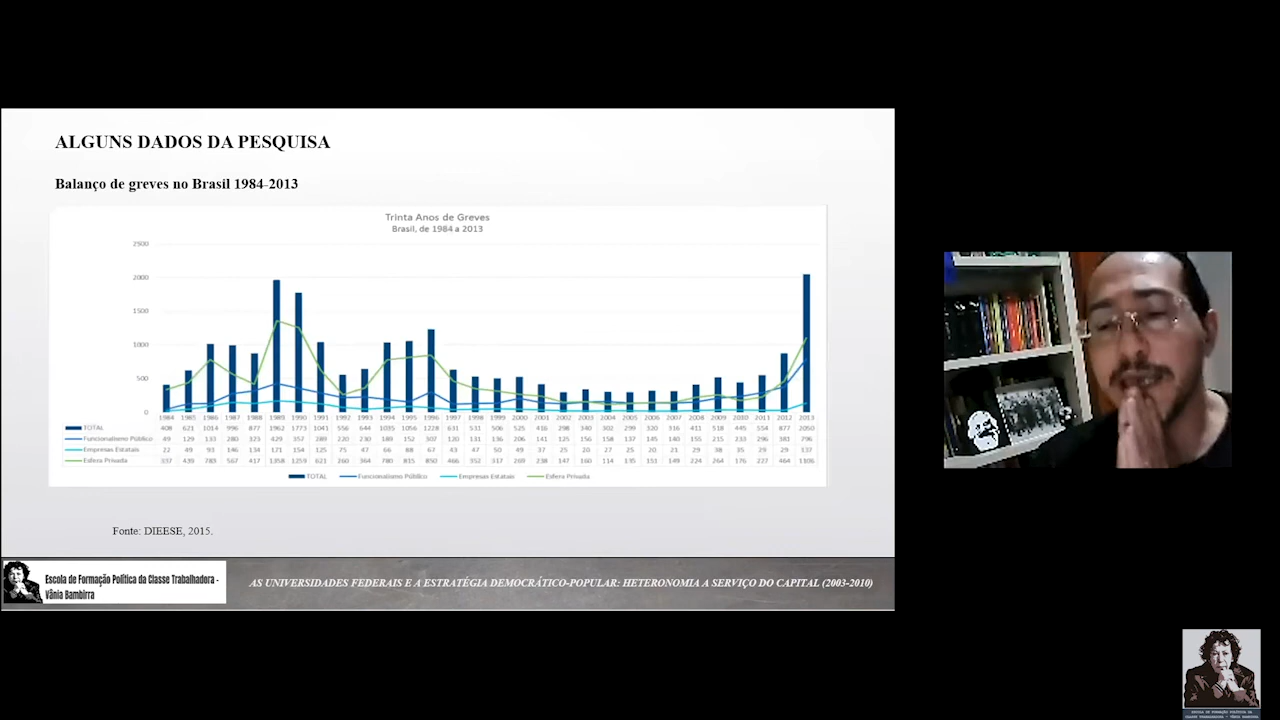 ALGUNS DADOS DA PESQUISA
Balanço de greves no Brasil 1984-2013
Trinta Anos de Greves
Brasil, de 1984 a 2013
2500
2000
1500
1000
500
0
1984 1985 1986 1987 1988 1989 1990 1991 1992 1993 1994 1995 1996 1997 1998 1999 2000 2001 2002 2003 2004 2005 2006 2007 2008 2009 2010 2011 2012 2013
TOTAL 408 621 1014 996 877 1962 1773 1041 556 644 1035 1056 1228 631 531 506 525 416 298 340 302 299 320 316 411 518 445 554 877 2050
Funcionalismo Público 49 129 133 280 323 429 357 289 220 230 189 152 302 120 131 136 206 141 125 156 158 137 145 140 155 215 233 296 381 796
Empresas Estatais 22 49 93 146 134 121 154 125 75 47 66 88 67 43 47 50 49 37 25 20 27 25 20 21 29 38 35 29 29 137
Esfera Privada 337 439 783 567 417 1358 1259 621 260 364 780 815 850 466 352 317 269 238 147 160 114 135 151 149 224 264 176 227 464 1106
TOTAL Funcionalismo Público Empresas Estatais Esfera Privada
Fonte: DIEESE, 2015.
Escola de Formação Política da Classe Trabalhadora -
Vânia Bambirra
AS UNIVERSIDADES FEDERAIS E A ESTRATÉGIA DEMOCRÁTICO-POPULAR: HETERONOMIA A SERVIÇO DO CAPITAL (2003-2010)
ESCOLA DE FORMAÇÃO POLÍTICA DA
CLASSE TRABALHADORA - VÂNIA BAMBIRRA